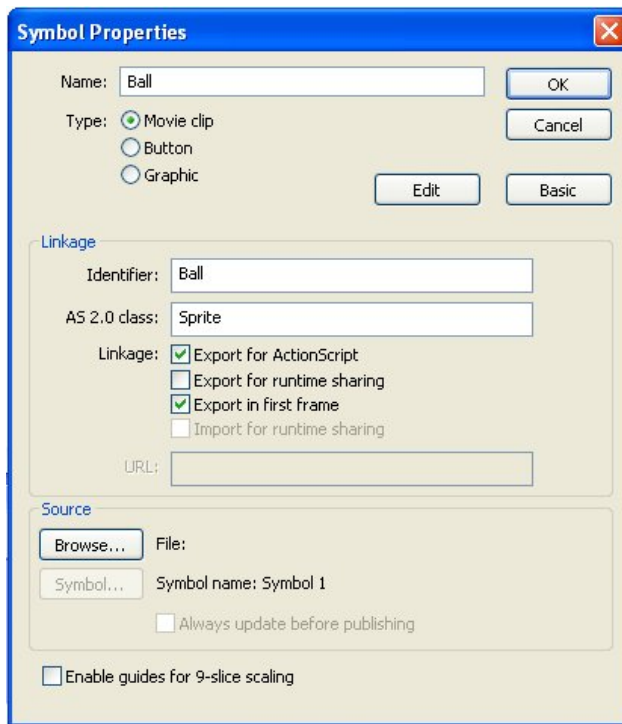 Symbol Properties
Name: Ball
OK
Type: Movie clip
Cancel
Button
Graphic
Edit
Basic
Linkage
Identifier: Ball
AS 2.0 class: Sprite
Linkage: Export for ActionScript
Export for runtime sharing
Export in first frame
Import for runtime sharing
URL:
Source
Browse... File:
Symbol... Symbol name: Symbol 1
Always update before publishing
Enable guides for 9-slice scaling